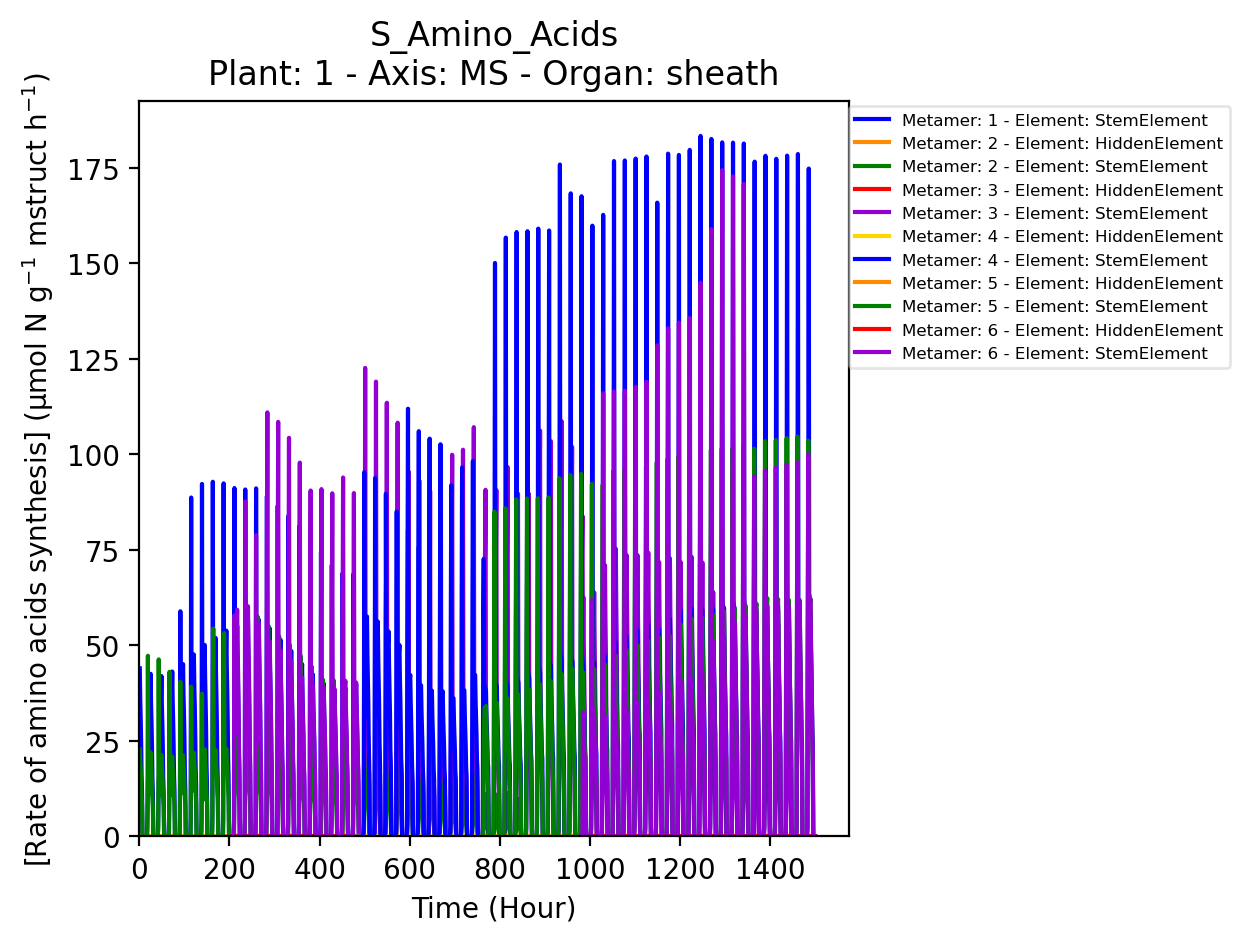 S_Amino_Acids
Plant: 1 - Axis: MS - Organ: sheath
[Rate of amino acids synthesis] (µmol N g⁻¹ mstruct h⁻¹)
175
150
125
100
75
50
25
0
0 200 400 600 800 1000 1200 1400
Time (Hour)
Metamer: 1 - Element: StemElement
Metamer: 2 - Element: HiddenElement
Metamer: 2 - Element: StemElement
Metamer: 3 - Element: HiddenElement
Metamer: 3 - Element: StemElement
Metamer: 4 - Element: HiddenElement
Metamer: 4 - Element: StemElement
Metamer: 5 - Element: HiddenElement
Metamer: 5 - Element: StemElement
Metamer: 6 - Element: HiddenElement
Metamer: 6 - Element: StemElement